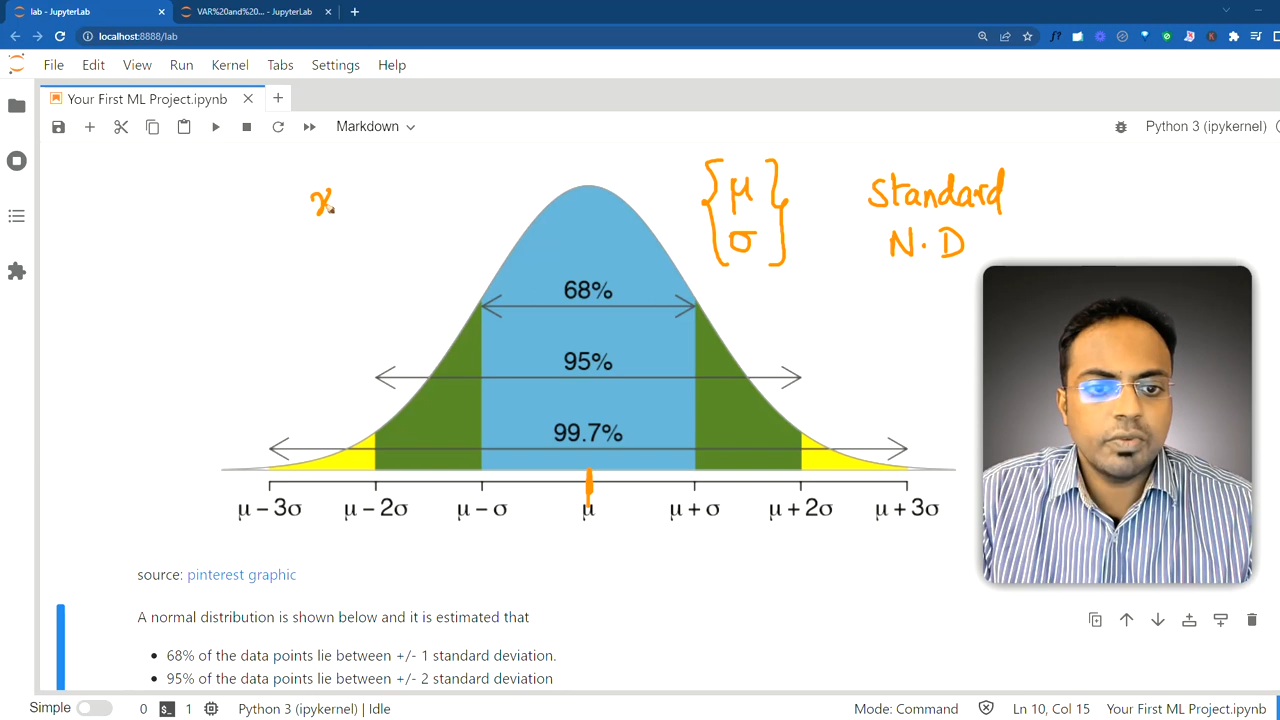 lab - JupyterLab
VAR%20and%20... - JupyterLab
localhost:8888/lab
File Edit View Run Kernel Tabs Settings Help
Your First ML Project.ipynb
Markdown
Python 3 (ipykernel)
x
{ μ }
{ σ }
Standard
N.D
68%
95%
99.7%
μ – 3σ μ – 2σ μ – σ μ μ + σ μ + 2σ μ + 3σ
source: pinterest graphic
A normal distribution is shown below and it is estimated that
• 68% of the data points lie between +/- 1 standard deviation.
• 95% of the data points lie between +/- 2 standard deviation
Simple 0 1 Python 3 (ipykernel) | Idle Mode: Command Ln 10, Col 15 Your First ML Project.ipynb